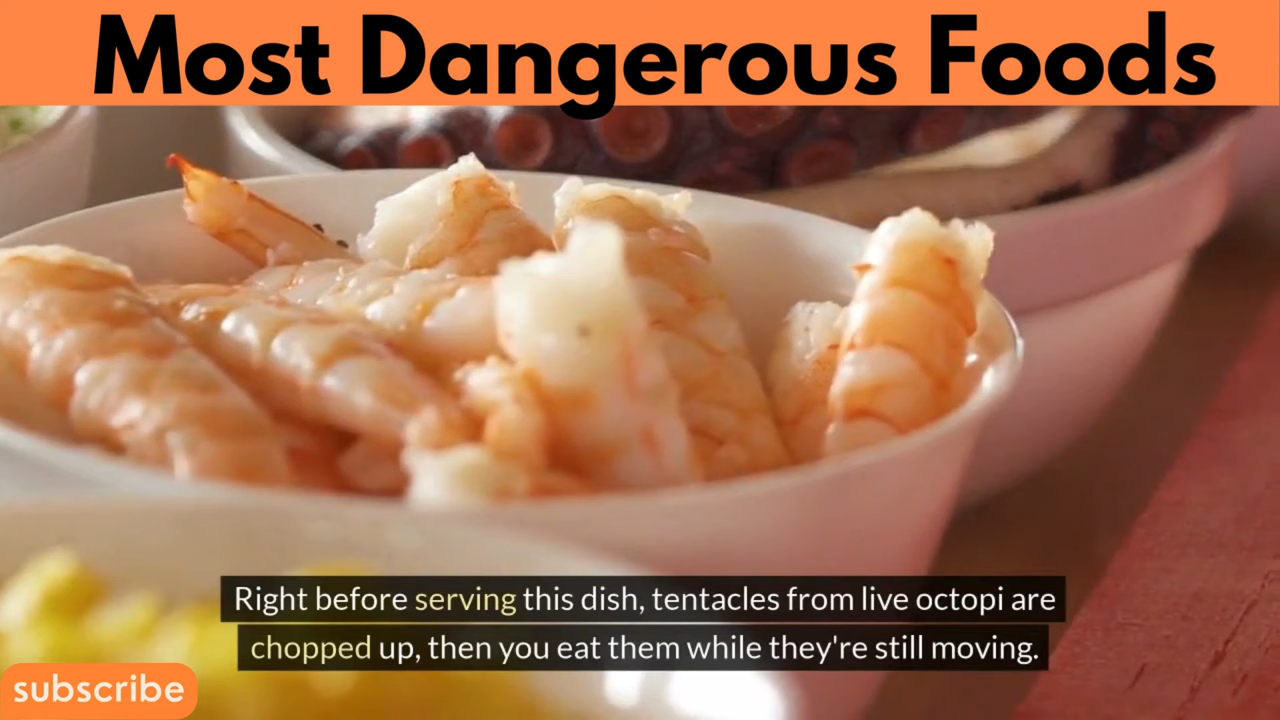 Most Dangerous Foods
Right before serving this dish, tentacles from live octopi are
chopped up, then you eat them while they're still moving.
subscribe